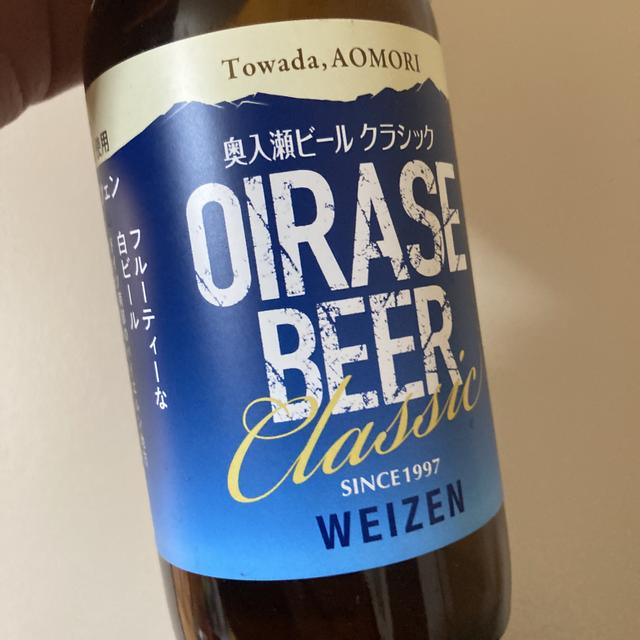 Towada, AOMORI
奥入瀬ビール クラシック
OIRASE
BEER
Classic
SINCE1997
WEIZEN
フルーティーな
白ビール